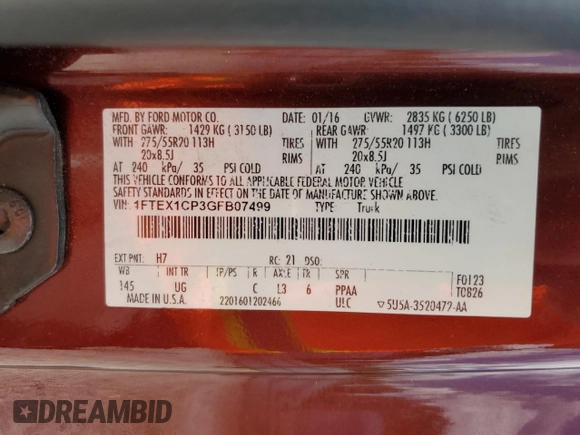 MFD. BY FORD MOTOR CO.
DATE: 01/16 GVWR: 2835 KG ( 6250 LB)
FRONT GAWR: 1429 KG ( 3150 LB)
REAR GAWR: 1497 KG ( 3300 LB)
WITH 275/55R20 113H TIRES
WITH 275/55R20 113H TIRES
20x8.5J RIMS
20x8.5J RIMS
AT 240 kPa/ 35 PSI COLD
AT 240 kPa/ 35 PSI COLD
THIS VEHICLE CONFORMS TO ALL APPLICABLE FEDERAL MOTOR VEHICLE
SAFETY STANDARDS IN EFFECT ON THE DATE OF MANUFACTURE SHOWN ABOVE.
VIN: 1FTEX1CP3GFB07499 TYPE: Truck
EXT PNT: H7 RC: 21 DSO:
WB INT TR TP/PS R AXLE TR SPR
145 UG C L3 6 PPAA
F0123
T0826
MADE IN U.S.A. 2201601202466 ULC ▽5U5A-3520472-AA
DREAMBID